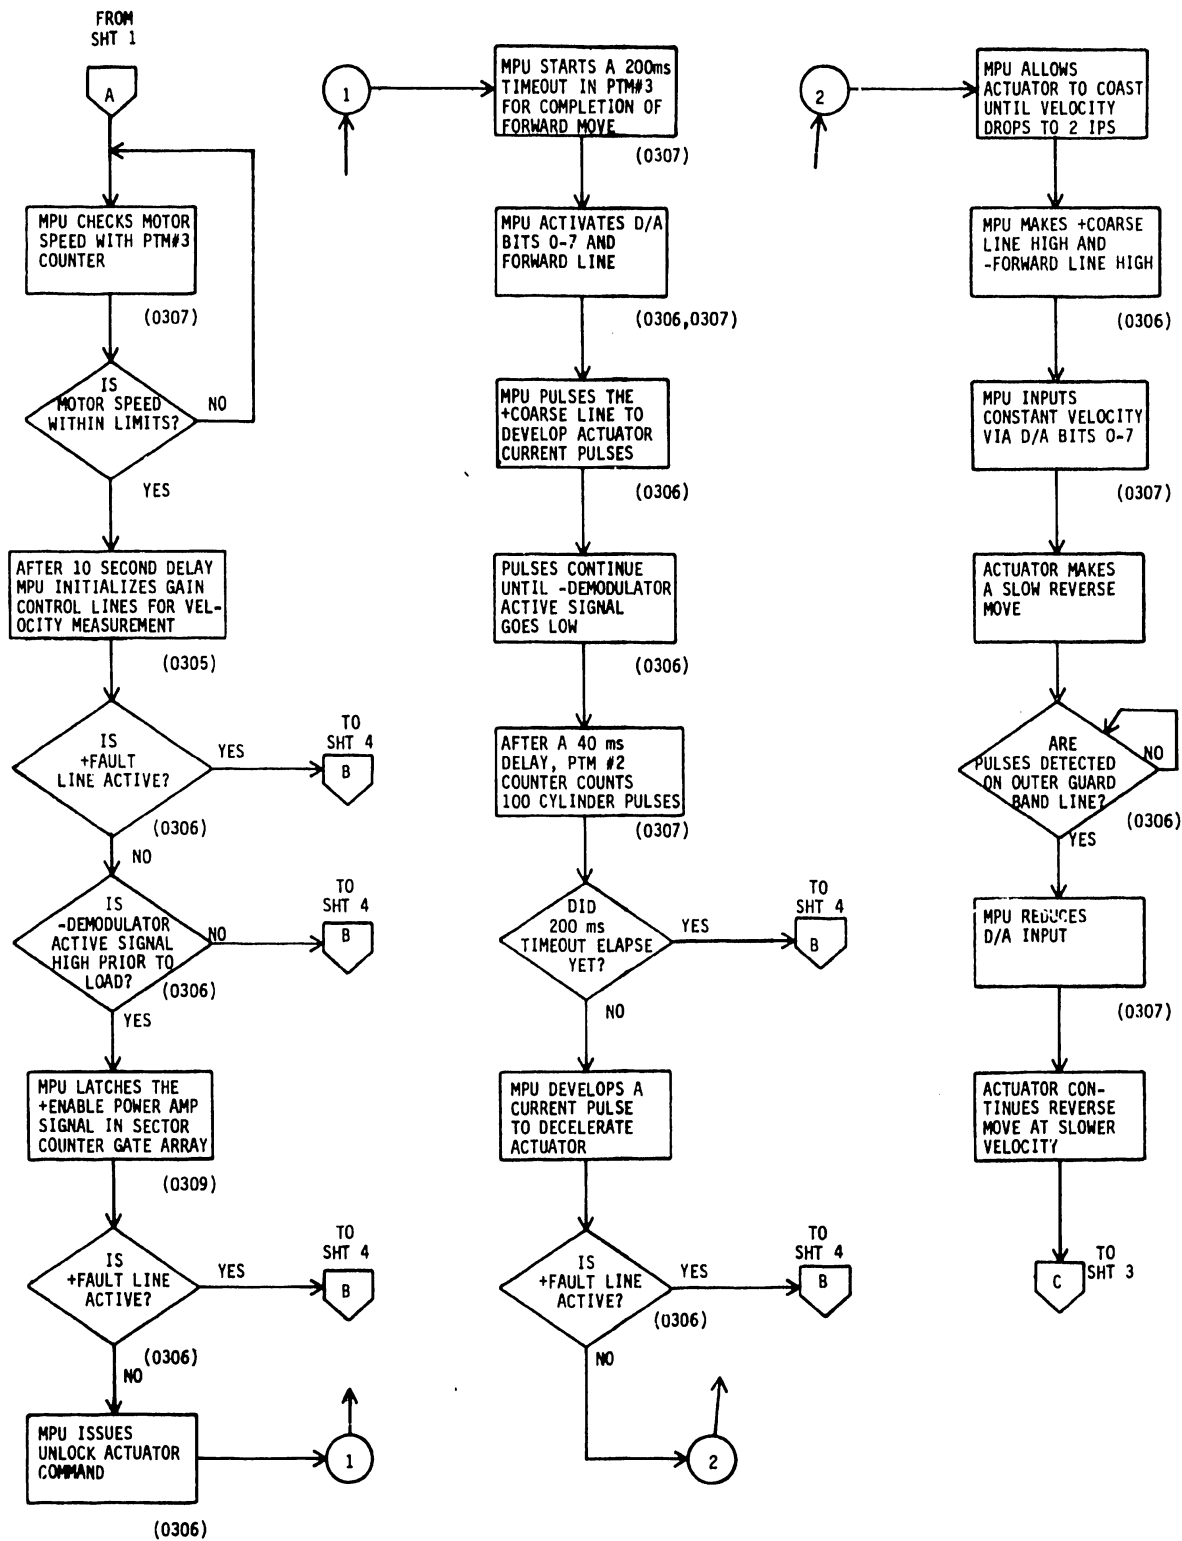 FROM
SHT 1
A
MPU CHECKS MOTOR
SPEED WITH PTM#3
COUNTER
(0307)
IS
MOTOR SPEED
WITHIN LIMITS?
NO
YES
AFTER 10 SECOND DELAY
MPU INITIALIZES GAIN
CONTROL LINES FOR VEL-
OCITY MEASUREMENT
(0305)
IS
+FAULT
LINE ACTIVE?
YES
TO
SHT 4
B
(0306)
NO
IS
-DEMODULATOR
ACTIVE SIGNAL
HIGH PRIOR TO
LOAD?
NO
TO
SHT 4
B
(0306)
YES
MPU LATCHES THE
+ENABLE POWER AMP
SIGNAL IN SECTOR
COUNTER GATE ARRAY
(0309)
IS
+FAULT LINE
ACTIVE?
YES
TO
SHT 4
B
(0306)
NO
MPU ISSUES
UNLOCK ACTUATOR
COMMAND
(0306)
1
1
MPU STARTS A 200ms
TIMEOUT IN PTM#3
FOR COMPLETION OF
FORWARD MOVE
(0307)
MPU ACTIVATES D/A
BITS 0-7 AND
FORWARD LINE
(0306,0307)
MPU PULSES THE
+COARSE LINE TO
DEVELOP ACTUATOR
CURRENT PULSES
(0306)
PULSES CONTINUE
UNTIL -DEMODULATOR
ACTIVE SIGNAL
GOES LOW
(0306)
AFTER A 40 ms
DELAY, PTM #2
COUNTER COUNTS
100 CYLINDER PULSES
(0307)
DID
200 ms
TIMEOUT ELAPSE
YET?
YES
TO
SHT 4
B
NO
MPU DEVELOPS A
CURRENT PULSE
TO DECELERATE
ACTUATOR
IS
+FAULT LINE
ACTIVE?
YES
TO
SHT 4
B
(0306)
NO
2
2
MPU ALLOWS
ACTUATOR TO COAST
UNTIL VELOCITY
DROPS TO 2 IPS
MPU MAKES +COARSE
LINE HIGH AND
-FORWARD LINE HIGH
(0306)
MPU INPUTS
CONSTANT VELOCITY
VIA D/A BITS 0-7
(0307)
ACTUATOR MAKES
A SLOW REVERSE
MOVE
ARE
PULSES DETECTED
ON OUTER GUARD
BAND LINE?
NO
(0306)
YES
MPU REDUCES
D/A INPUT
(0307)
ACTUATOR CON-
TINUES REVERSE
MOVE AT SLOWER
VELOCITY
TO
SHT 3
C